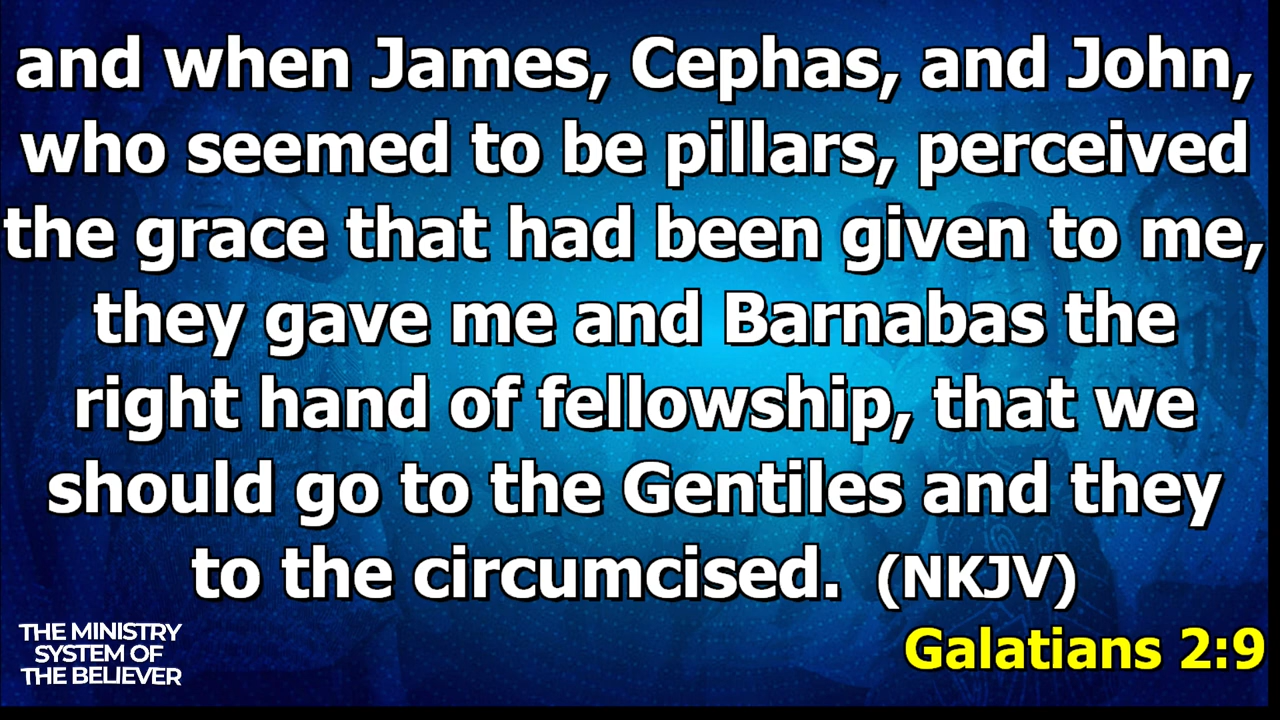 and when James, Cephas, and John,
who seemed to be pillars, perceived
the grace that had been given to me,
they gave me and Barnabas the
right hand of fellowship, that we
should go to the Gentiles and they
to the circumcised. (NKJV)
Galatians 2:9
THE MINISTRY
SYSTEM OF
THE BELIEVER